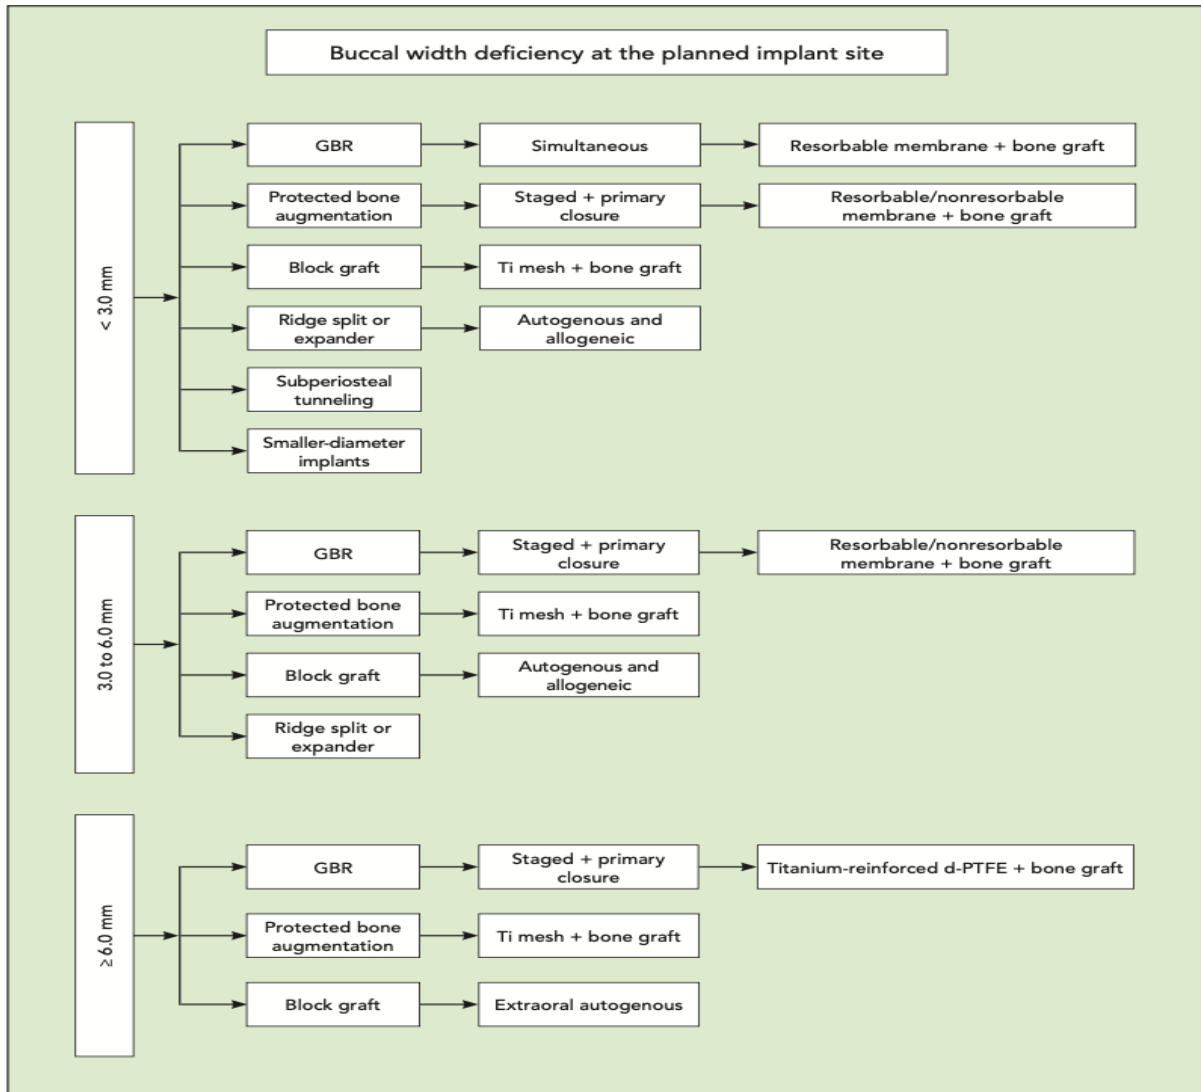 Buccal width deficiency at the planned implant site
< 3.0 mm
GBR
Simultaneous
Resorbable membrane + bone graft
Protected bone
augmentation
Staged + primary
closure
Resorbable/nonresorbable
membrane + bone graft
Block graft
Ti mesh + bone graft
Ridge split or
expander
Autogenous and
allogeneic
Subperiosteal
tunneling
Smaller-diameter
implants
3.0 to 6.0 mm
GBR
Staged + primary
closure
Resorbable/nonresorbable
membrane + bone graft
Protected bone
augmentation
Ti mesh + bone graft
Block graft
Autogenous and
allogeneic
Ridge split or
expander
≥ 6.0 mm
GBR
Staged + primary
closure
Titanium-reinforced d-PTFE + bone graft
Protected bone
augmentation
Ti mesh + bone graft
Block graft
Extraoral autogenous